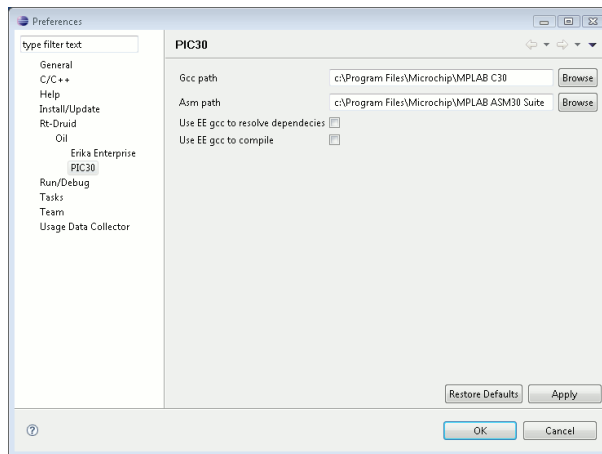 Preferences
type filter text
PIC30
General
C/C++
Help
Install/Update
Rt-Druid
Oil
Erika Enterprise
PIC30
Run/Debug
Tasks
Team
Usage Data Collector
Gcc path c:\Program Files\Microchip\MPLAB C30 Browse
Asm path c:\Program Files\Microchip\MPLAB ASM30 Suite Browse
Use EE gcc to resolve dependecies
Use EE gcc to compile
Restore Defaults Apply
? OK Cancel